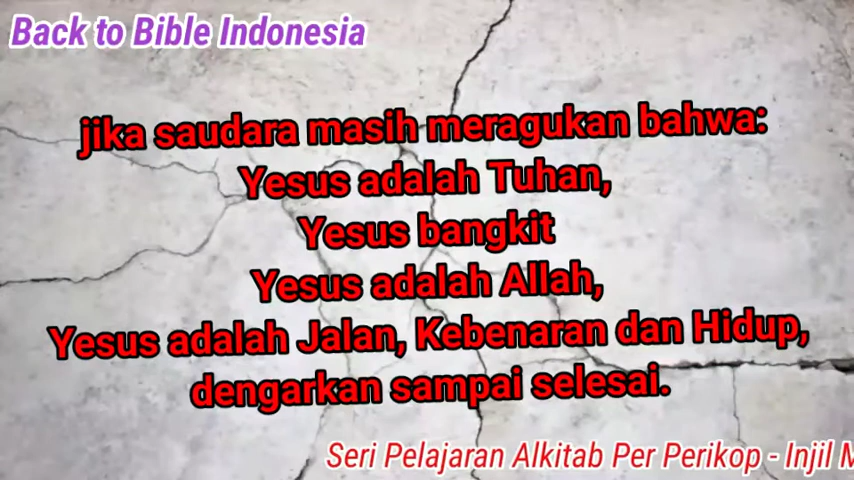 Back to Bible Indonesia
jika saudara masih meragukan bahwa:
Yesus adalah Tuhan,
Yesus bangkit
Yesus adalah Allah,
Yesus adalah Jalan, Kebenaran dan Hidup,
dengarkan sampai selesai.
Seri Pelajaran Alkitab Per Perikop - Injil